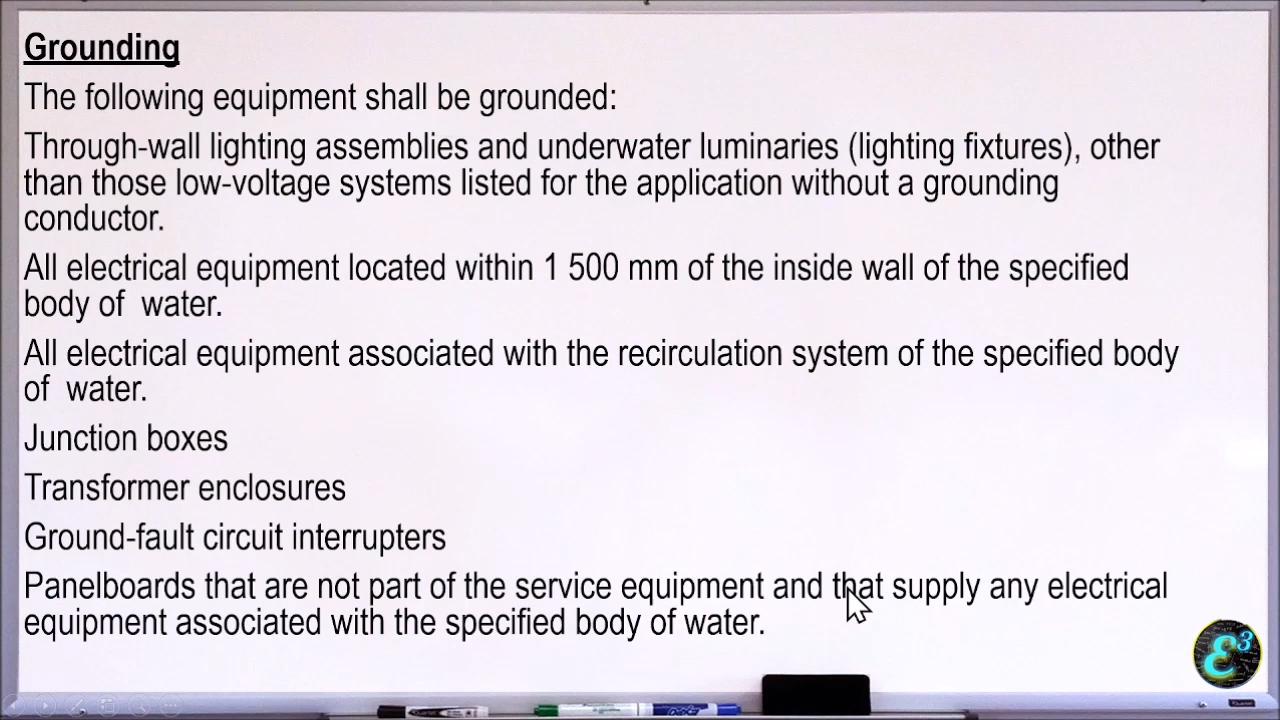 Grounding
The following equipment shall be grounded:
Through-wall lighting assemblies and underwater luminaries (lighting fixtures), other
than those low-voltage systems listed for the application without a grounding
conductor.
All electrical equipment located within 1 500 mm of the inside wall of the specified
body of  water.
All electrical equipment associated with the recirculation system of the specified body
of  water.
Junction boxes
Transformer enclosures
Ground-fault circuit interrupters
Panelboards that are not part of the service equipment and that supply any electrical
equipment associated with the specified body of water.
ε3